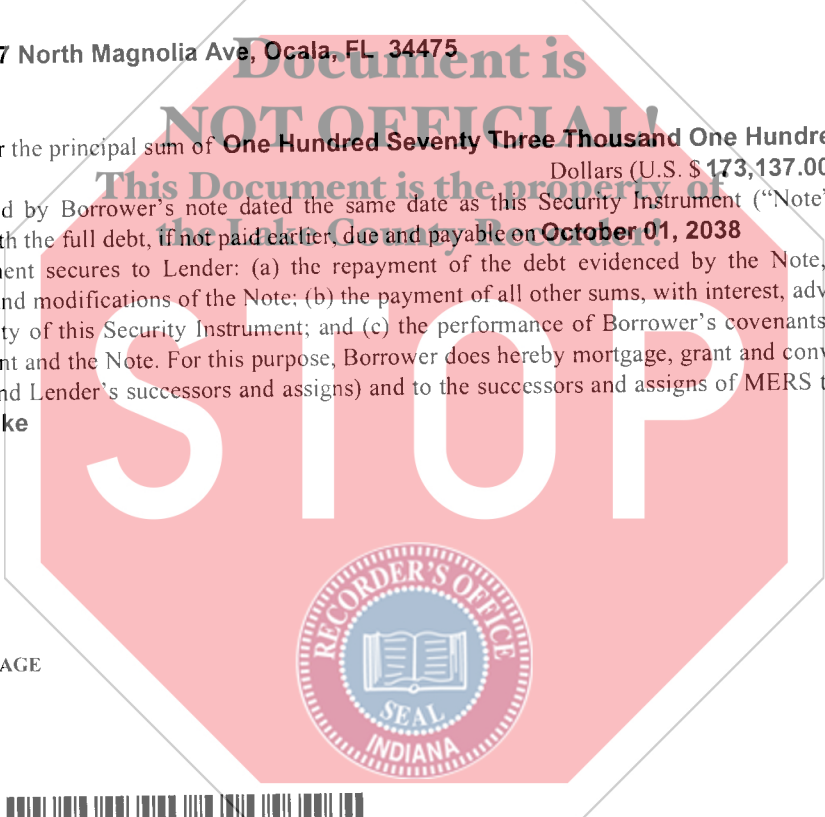 7 North Magnolia Ave, Ocala, FL 34475
Document is
NOT OFFICIAL!
r the principal sum of One Hundred Seventy Three Thousand One Hundre
Dollars (U.S. $ 173,137.00
This Document is the property of
d by Borrower's note dated the same date as this Security Instrument ("Note"
the Lake County Recorder!
th the full debt, if not paid earlier, due and payable on October 01, 2038
ent secures to Lender: (a) the repayment of the debt evidenced by the Note,
nd modifications of the Note; (b) the payment of all other sums, with interest, adv
ty of this Security Instrument; and (c) the performance of Borrower's covenants
nt and the Note. For this purpose, Borrower does hereby mortgage, grant and conv
nd Lender's successors and assigns) and to the successors and assigns of MERS t
ke
STOP
RECORDER'S OFFICE
SEAL
INDIANA
AGE